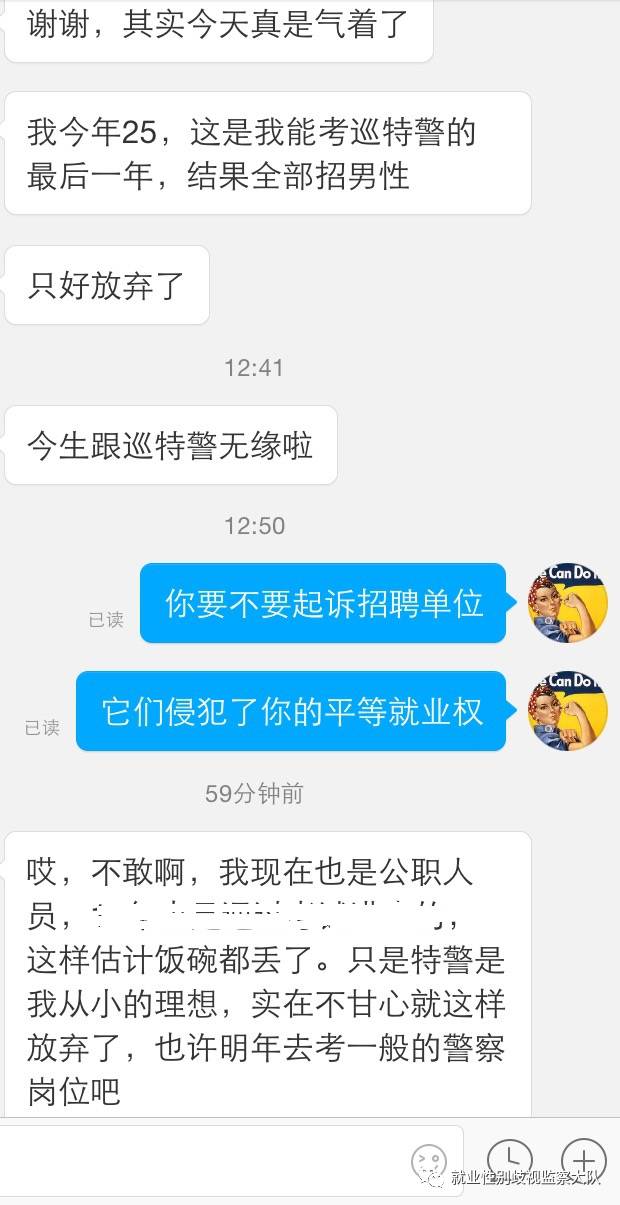 谢谢，其实今天真是气着了
我今年25，这是我能考巡特警的
最后一年，结果全部招男性
只好放弃了
12:41
今生跟巡特警无缘啦
12:50
已读
你要不要起诉招聘单位
Can Do
已读
它们侵犯了你的平等就业权
Can Do
59分钟前
哎，不敢啊，我现在也是公职人
员，
这样估计饭碗都丢了。只是特警是
我从小的理想，实在不甘心就这样
放弃了，也许明年去考一般的警察
岗位吧
就业性别歧视监察大队